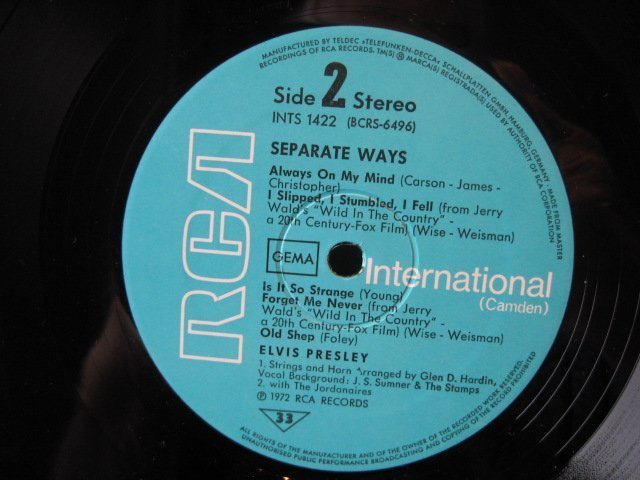 MANUFACTURED BY TELDEC »TELEFUNKEN-DECCA« SCHALLPLATTEN GMBH, HAMBURG, GERMANY · MADE FROM MASTER
RECORDINGS OF RCA RECORDS. TM(S) ® MARCA(S) REGISTRADA(S) USED BY AUTHORITY OF RCA CORPORATION
Side 2 Stereo
INTS 1422 (BCRS-6496)
SEPARATE WAYS
Always On My Mind (Carson - James -
Christopher)
I Slipped, I Stumbled, I Fell (from Jerry
Wald's "Wild In The Country" -
a 20th Century-Fox Film) (Wise - Weisman)
GEMA
RCA
International
(Camden)
Is It So Strange (Young)
Forget Me Never (from Jerry
Wald's "Wild In The Country" -
a 20th Century-Fox Film) (Wise - Weisman)
Old Shep (Foley)
ELVIS PRESLEY
1. Strings and Horn Arranged by Glen D. Hardin,
Vocal Background: J. S. Sumner & The Stamps
2. with The Jordanaires
℗ 1972 RCA RECORDS
33
ALL RIGHTS OF THE MANUFACTURER AND OF THE OWNER OF THE RECORDED WORK RESERVED.
UNAUTHORISED PUBLIC PERFORMANCE BROADCASTING AND COPYING OF THE RECORD PROHIBITED